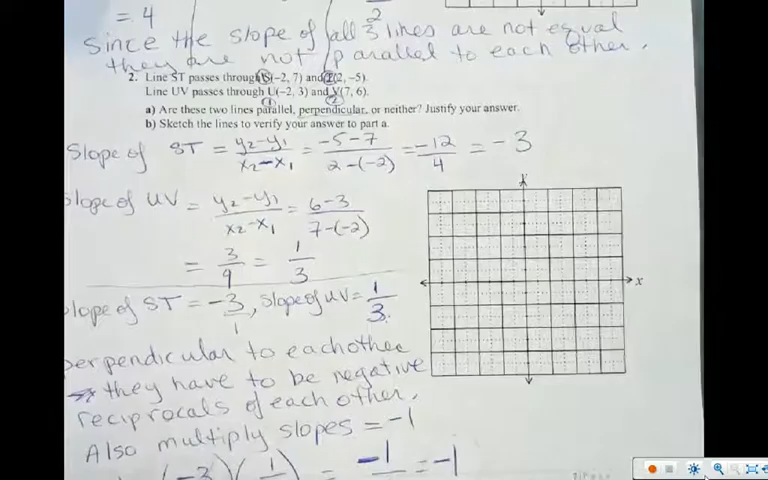 = 4
2
Since the slope of all 3 lines are not equal
they are not parallel to each other.
2. Line ST passes through S(−2, 7) and T(2, −5).
Line UV passes through U(−2, 3) and V(7, 6).
1 2
a) Are these two lines parallel, perpendicular, or neither? Justify your answer.
b) Sketch the lines to verify your answer to part a.
Slope of ST = y₂−y₁/x₂−x₁ = −5−7/2−(−2) = −12/4 = −3
Slope of UV = y₂−y₁/x₂−x₁ = 6−3/7−(−2)
= 3/9 = 1/3
y
x
Slope of ST = −3/1, Slope of UV = 1/3.
perpendicular to eachother
→ they have to be negative
reciprocals of each other.
Also multiply slopes = −1
(−3)(1 = −1 = −1